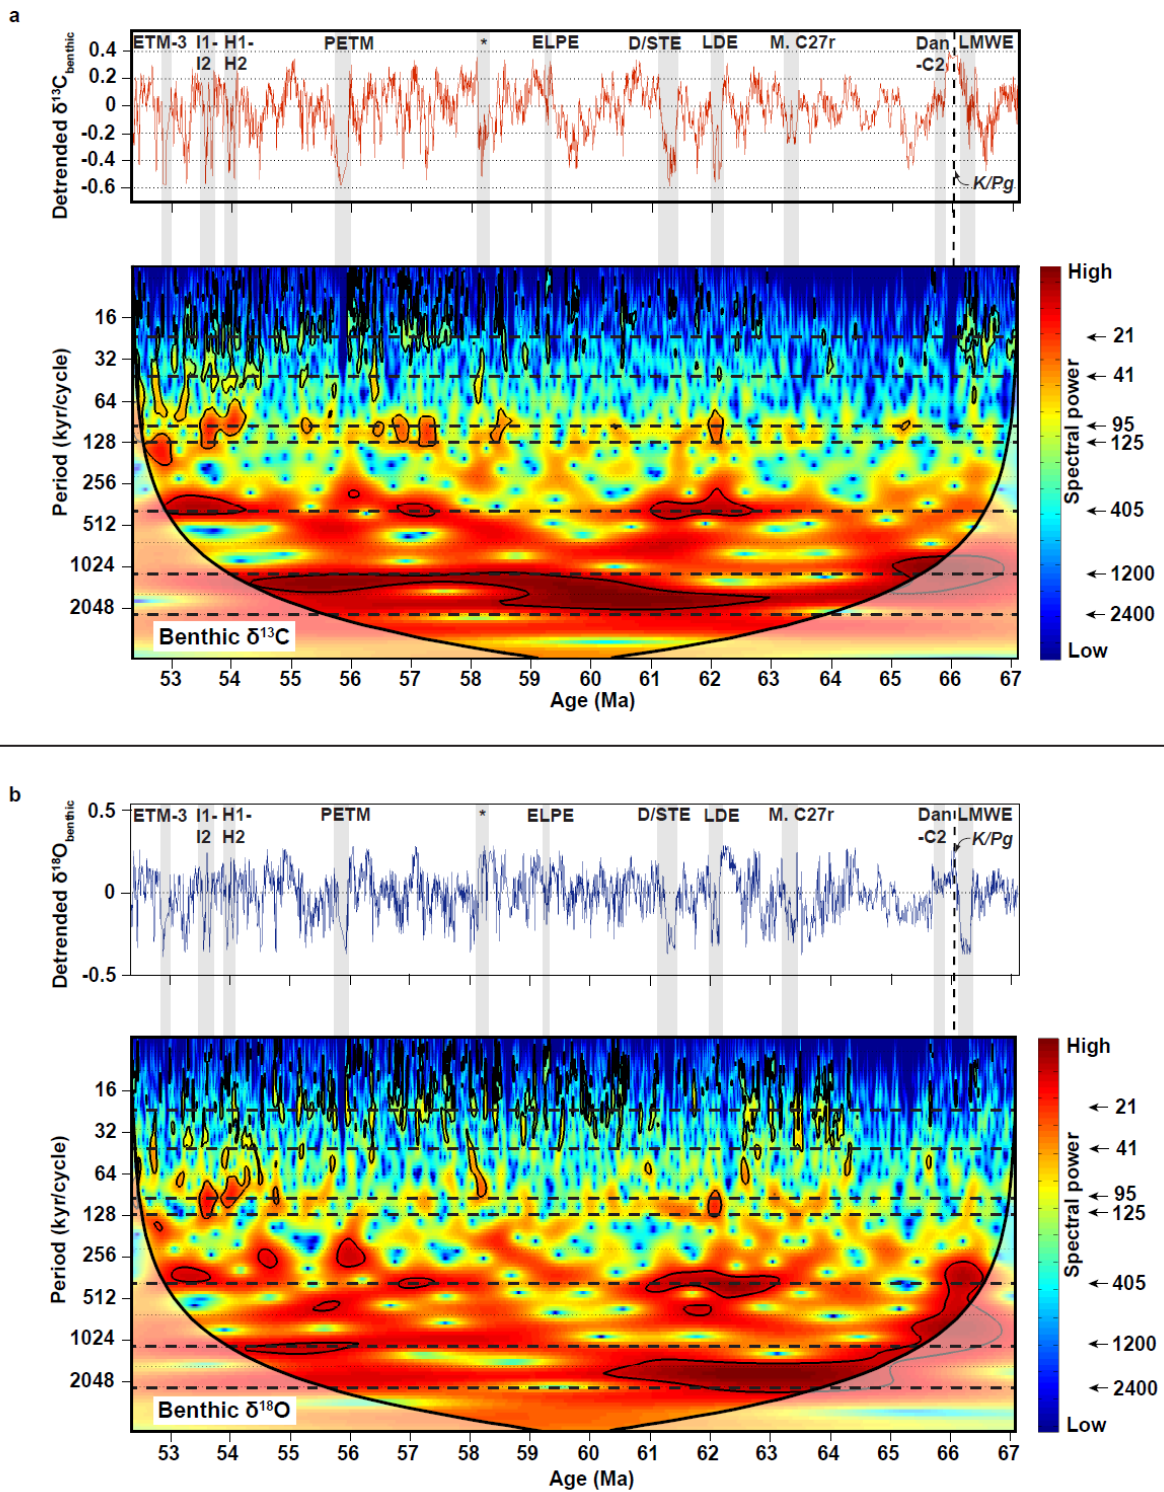 a
ETM-3 I1- H1- PETM * ELPE D/STE LDE M. C27r Dan LMWE
I2 H2 -C2
Detrended δ13Cbenthic
0.4
0.2
0
-0.2
-0.4
-0.6
K/Pg
Period (kyr/cycle)
16
32
64
128
256
512
1024
2048
Benthic δ13C
53 54 55 56 57 58 59 60 61 62 63 64 65 66 67
Age (Ma)
High
Spectral power
← 21
← 41
← 95
← 125
← 405
← 1200
← 2400
Low
b
ETM-3 I1- H1- PETM * ELPE D/STE LDE M. C27r Dan LMWE
I2 H2 -C2 K/Pg
Detrended δ18Obenthic
0.5
0
-0.5
Period (kyr/cycle)
16
32
64
128
256
512
1024
2048
Benthic δ18O
53 54 55 56 57 58 59 60 61 62 63 64 65 66 67
Age (Ma)
High
Spectral power
← 21
← 41
← 95
← 125
← 405
← 1200
← 2400
Low